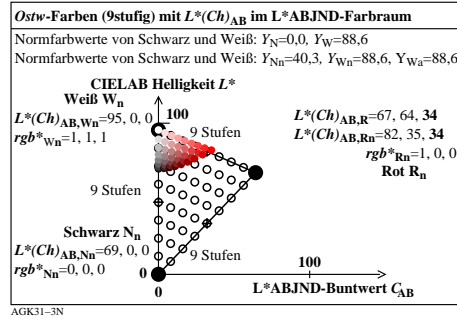 Ostw-Farben (9stufig) mit L*(Ch)AB im L*ABJND-Farbraum
Normfarbwerte von Schwarz und Weiß: YN=0,0, YW=88,6
Normfarbwerte von Schwarz und Weiß: YNn=40,3, YWn=88,6, YWa=88,6
CIELAB Helligkeit L*
Weiß Wn
100
L*(Ch)AB,Wn=95, 0, 0
rgb*Wn=1, 1, 1
9 Stufen
L*(Ch)AB,R=67, 64, 34
L*(Ch)AB,Rn=82, 35, 34
rgb*Rn=1, 0, 0
Rot Rn
9 Stufen
Schwarz Nn
L*(Ch)AB,Nn=69, 0, 0
rgb*Nn=0, 0, 0
9 Stufen
0
0
100
L*ABJND-Buntwert CAB
AGK31-3N